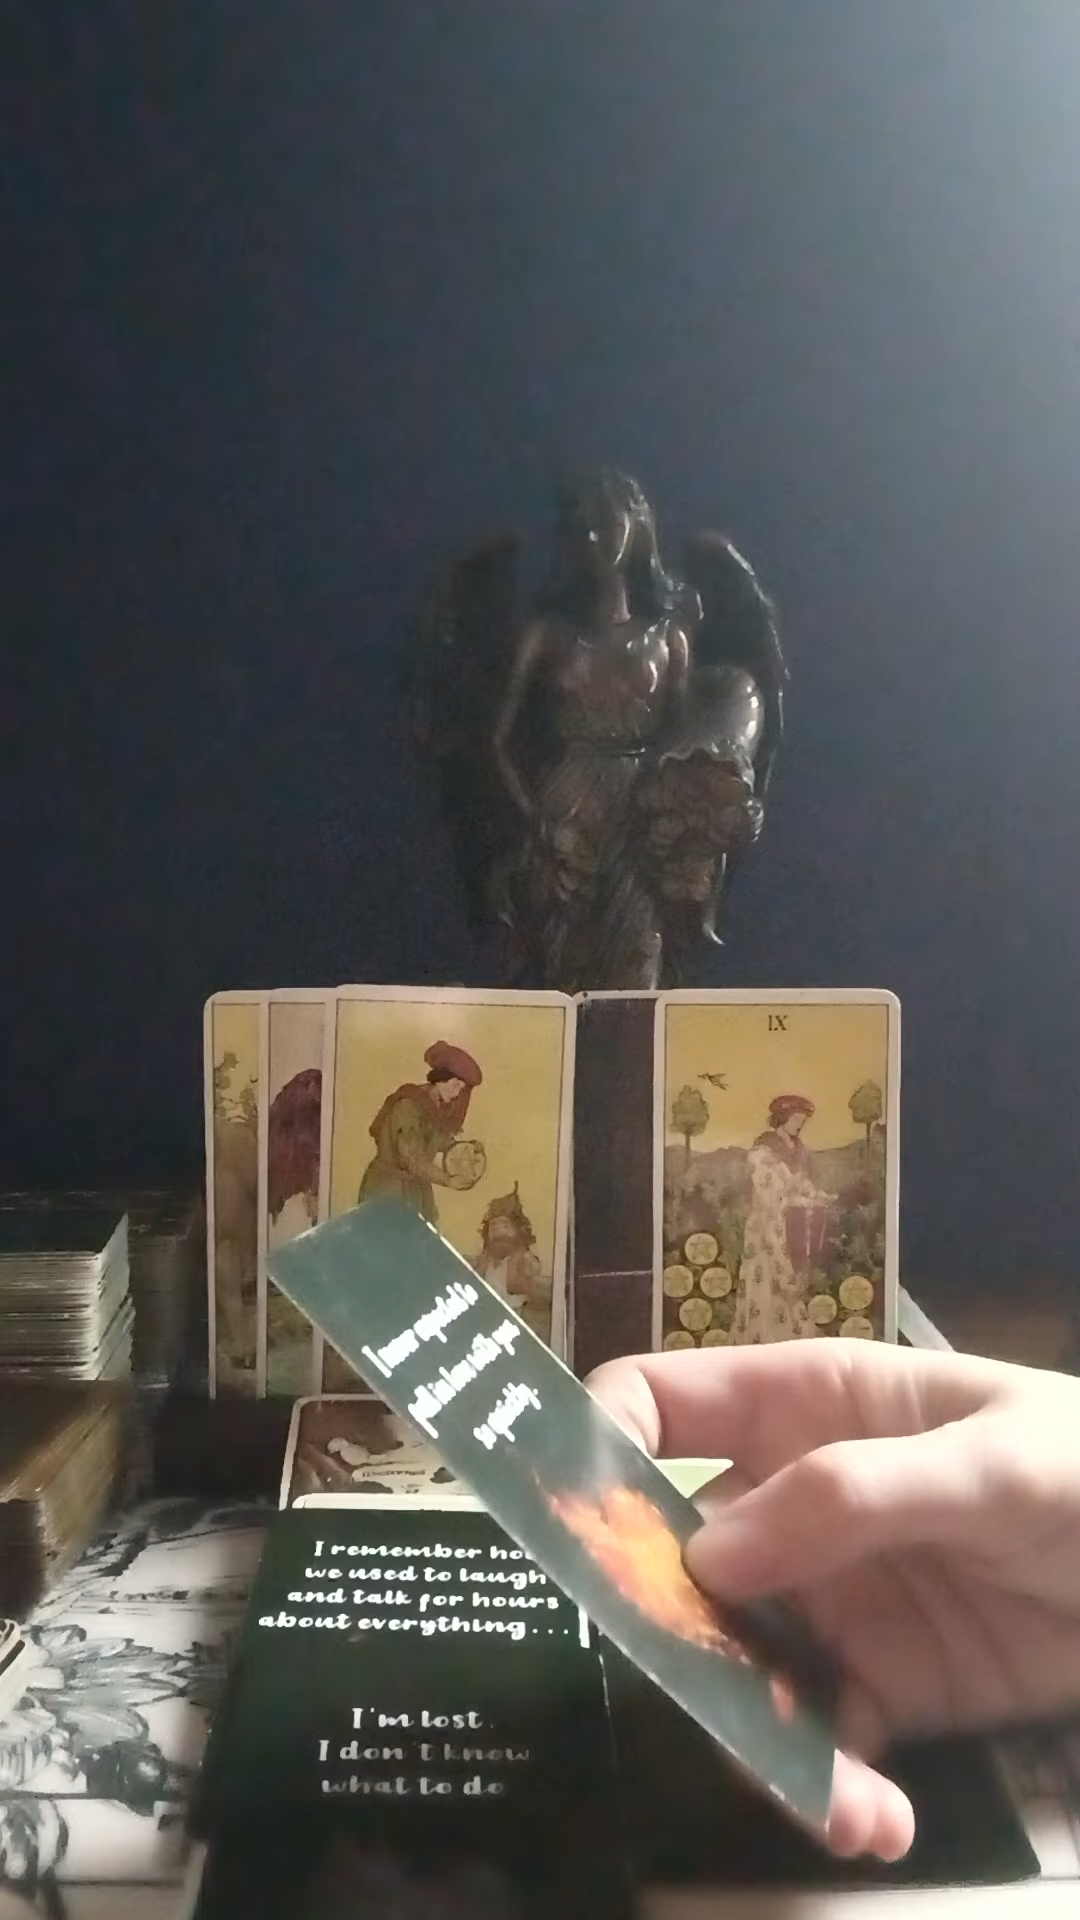 IX
I never expected to
fall in love with you
so quickly.
I remember how
we used to laugh
and talk for hours
about everything...
I'm lost.
I don't know
what to do